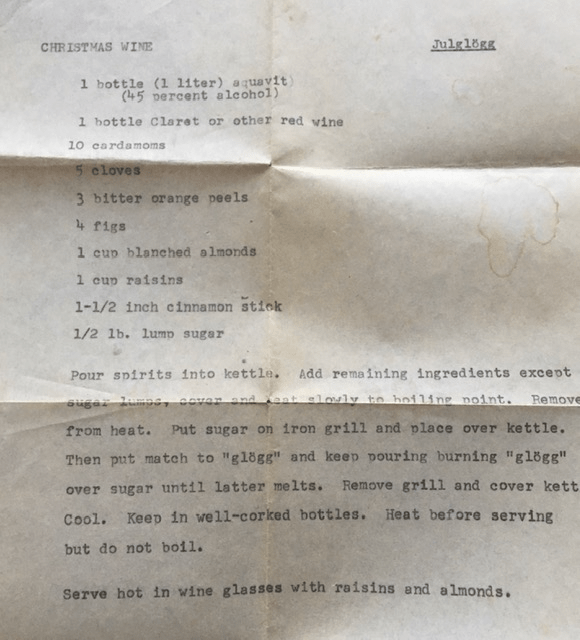 CHRISTMAS WINE Julglögg
1 bottle (1 liter) aquavit
(45 percent alcohol)
1 bottle Claret or other red wine
10 cardamoms
5 cloves
3 bitter orange peels
4 figs
1 cup blanched almonds
1 cup raisins
1-1/2 inch cinnamon stick
1/2 lb. lump sugar
Pour spirits into kettle. Add remaining ingredients except
sugar lumps, cover and heat slowly to boiling point. Remove
from heat. Put sugar on iron grill and place over kettle.
Then put match to "glögg" and keep pouring burning "glögg"
over sugar until latter melts. Remove grill and cover kett
Cool. Keep in well-corked bottles. Heat before serving
but do not boil.
Serve hot in wine glasses with raisins and almonds.